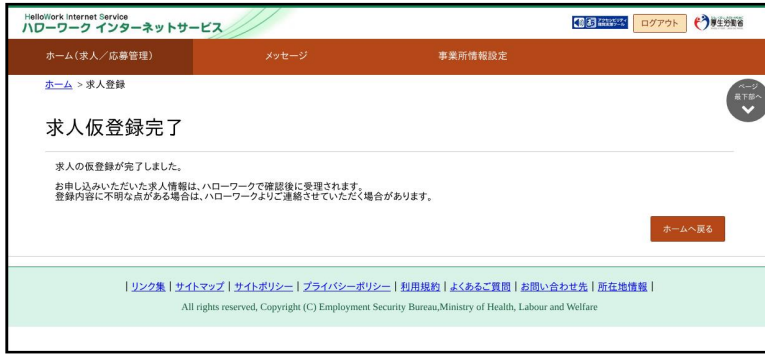 HelloWork Internet Service
ハローワーク インターネットサービス
ログアウト
厚生労働省
ホーム(求人/応募管理)
メッセージ
事業所情報設定
ホーム > 求人登録
ページ
最下部へ
求人仮登録完了
求人の仮登録が完了しました。
お申し込みいただいた求人情報は、ハローワークで確認後に受理されます。
登録内容に不明な点がある場合は、ハローワークよりご連絡させていただく場合があります。
ホームへ戻る
| リンク集 | サイトマップ | サイトポリシー | プライバシーポリシー | 利用規約 | よくあるご質問 | お問い合わせ先 | 所在地情報 |
All rights reserved, Copyright (C) Employment Security Bureau,Ministry of Health, Labour and Welfare